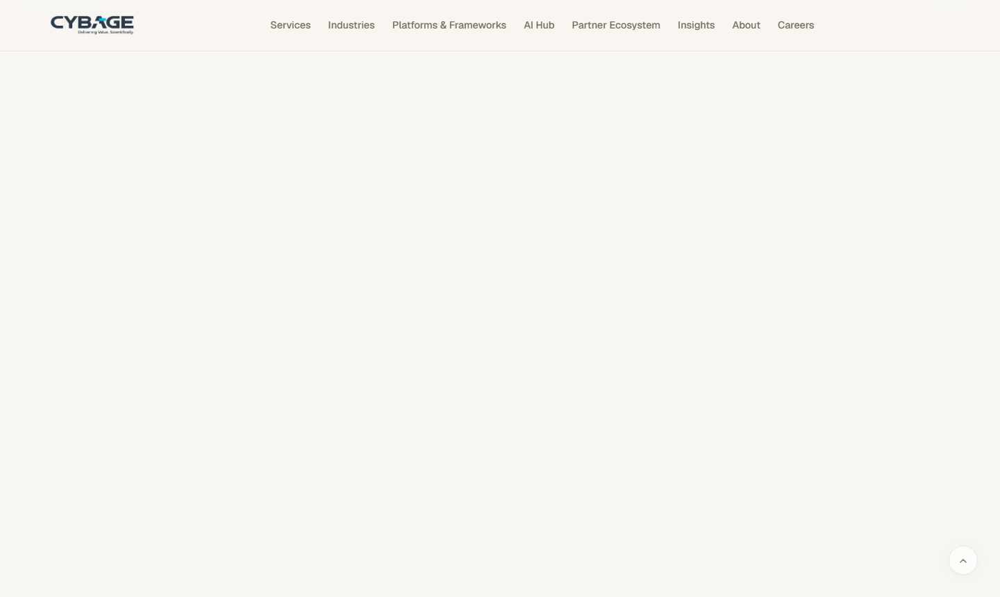 CYBAGE
Delivering Value. Scientifically.
Services Industries Platforms & Frameworks AI Hub Partner Ecosystem Insights About Careers